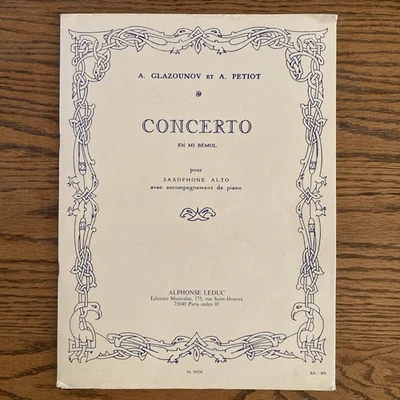 A. GLAZOUNOV ET A. PETIOT
CONCERTO
EN MI BÉMOL
pour
SAXOPHONE ALTO
avec accompagnement de piano
ALPHONSE LEDUC
Editions Musicales, 175, rue Saint-Honoré
75040 Paris cedex 01